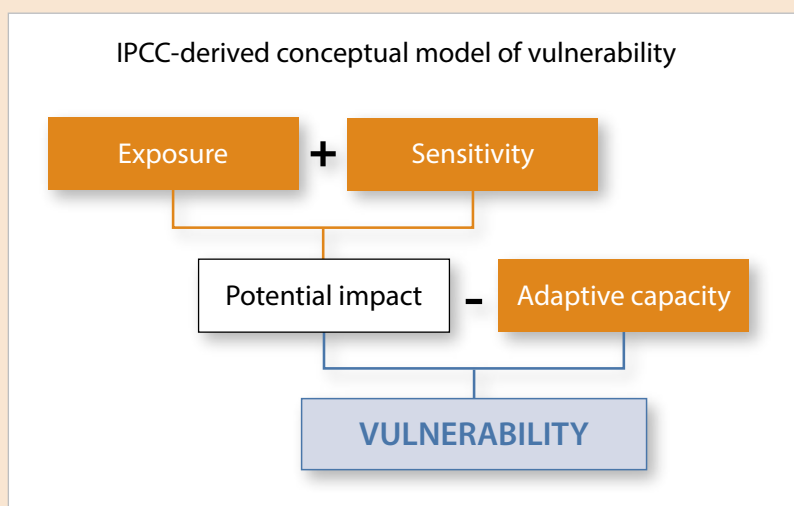 IPCC-derived conceptual model of vulnerability
Exposure + Sensitivity
Potential impact - Adaptive capacity
VULNERABILITY